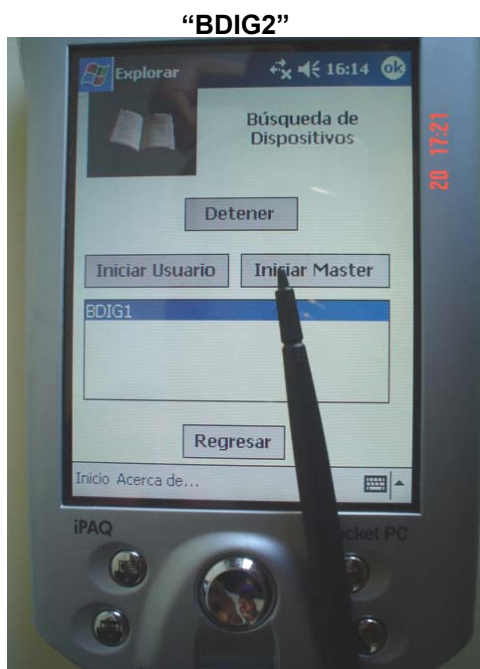 “BDIG2”
Explorar 16:14 ok
Búsqueda de
Dispositivos
20 17:21
Detener
Iniciar Usuario Iniciar Master
BDIG1
Regresar
Inicio Acerca de...
iPAQ
ocket PC